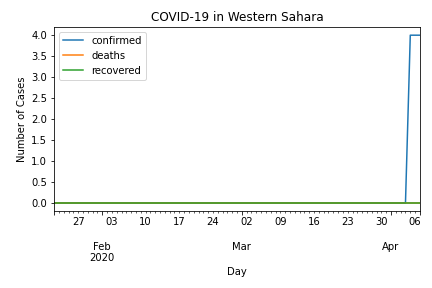 COVID-19 in Western Sahara
confirmed
deaths
recovered
Number of Cases
4.0
3.5
3.0
2.5
2.0
1.5
1.0
0.5
0.0
27 03 10 17 24 02 09 16 23 30 06
Feb Mar Apr
2020
Day